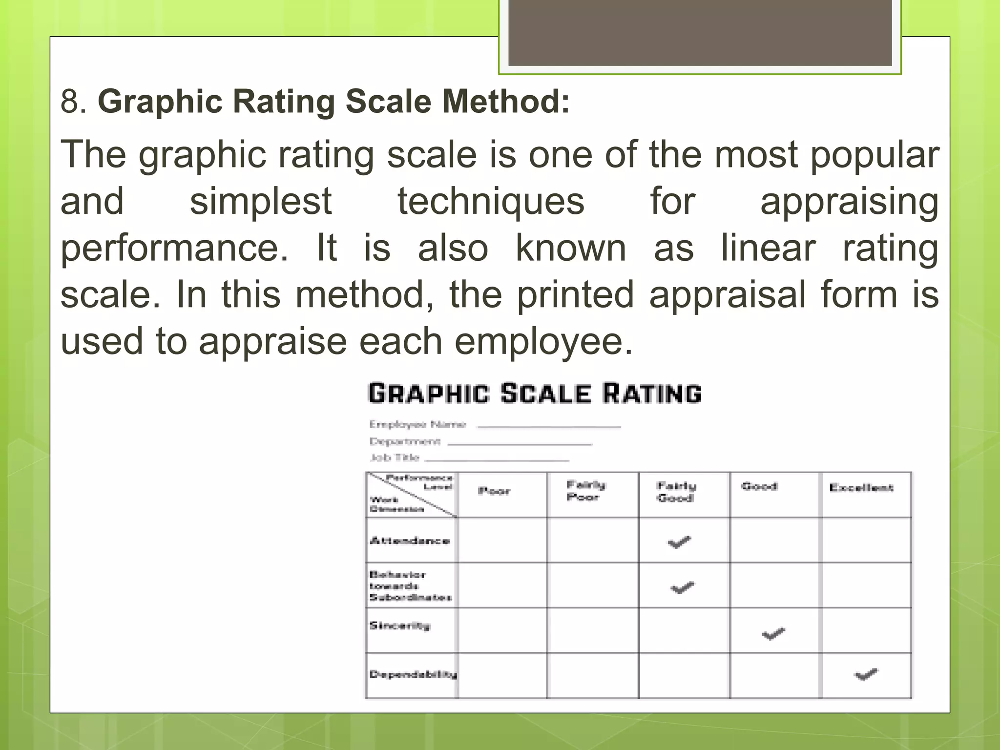 8. Graphic Rating Scale Method:
The graphic rating scale is one of the most popular
and simplest techniques for appraising
performance. It is also known as linear rating
scale. In this method, the printed appraisal form is
used to appraise each employee.
GRAPHIC SCALE RATING
Employee Name
Department
Job Title
Performance
Level
Work
Dimension
Poor
Fairly
Poor
Fairly
Good
Good
Excellent
Attendance
Behavior
towards
Subordinates
Sincerity
Dependability